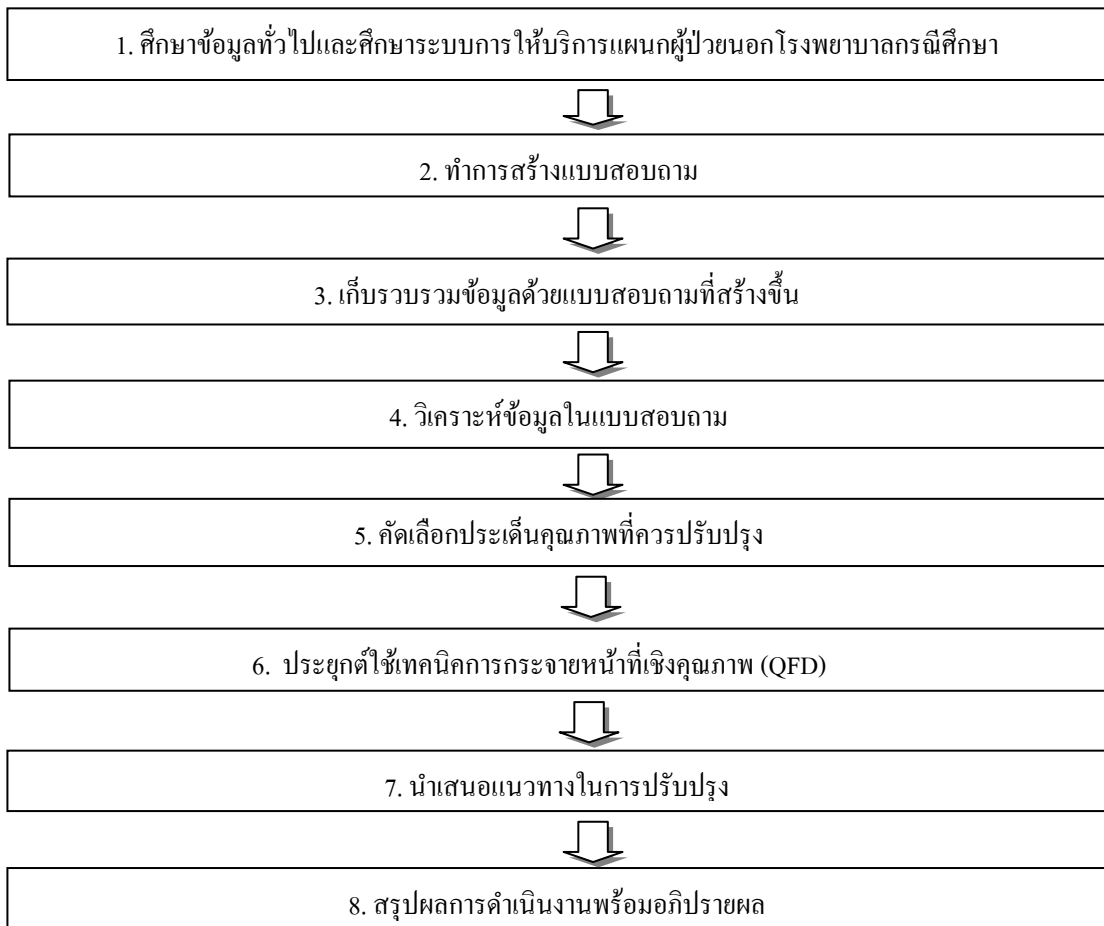 1. ศึกษาข้อมูลทั่วไปและศึกษาระบบการให้บริการแผนกผู้ป่วยนอกโรงพยาบาลกรณีศึกษา
2. ทำการสร้างแบบสอบถาม
3. เก็บรวบรวมข้อมูลด้วยแบบสอบถามที่สร้างขึ้น
4. วิเคราะห์ข้อมูลในแบบสอบถาม
5. คัดเลือกประเด็นคุณภาพที่ควรปรับปรุง
6. ประยุกต์ใช้เทคนิคการกระจายหน้าที่เชิงคุณภาพ (QFD)
7. นำเสนอแนวทางในการปรับปรุง
8. สรุปผลการดำเนินงานพร้อมอภิปรายผล